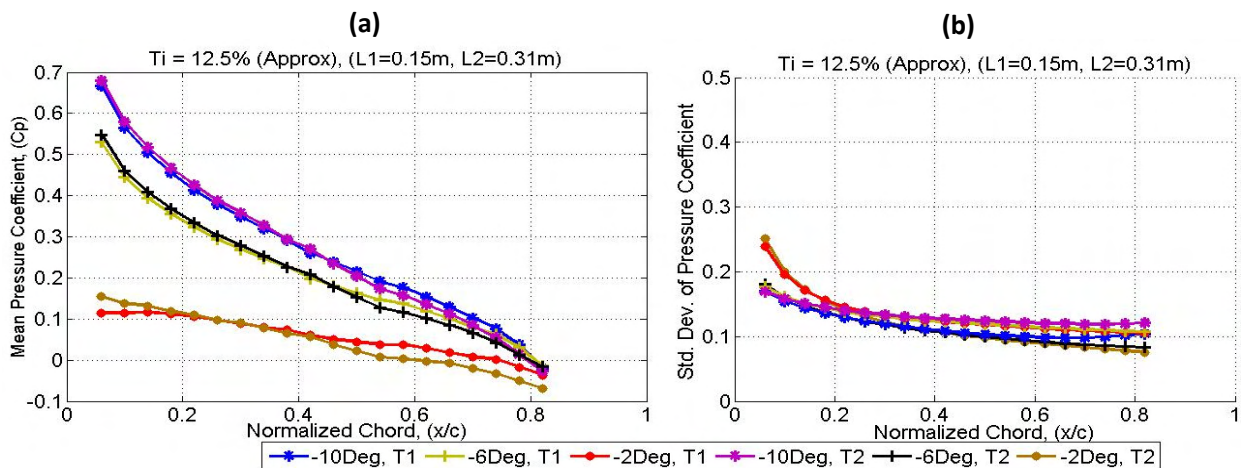 (a)
Ti = 12.5% (Approx), (L1=0.15m, L2=0.31m)
Mean Pressure Coefficient, (Cp)
0.7
0.6
0.5
0.4
0.3
0.2
0.1
0
-0.1
0 0.2 0.4 0.6 0.8 1
Normalized Chord, (x/c)
(b)
Ti = 12.5% (Approx), (L1=0.15m, L2=0.31m)
Std. Dev. of Pressure Coefficient
0.5
0.4
0.3
0.2
0.1
0
0 0.2 0.4 0.6 0.8 1
Normalized Chord, (x/c)
-10Deg, T1 -6Deg, T1 -2Deg, T1 -10Deg, T2 -6Deg, T2 -2Deg, T2